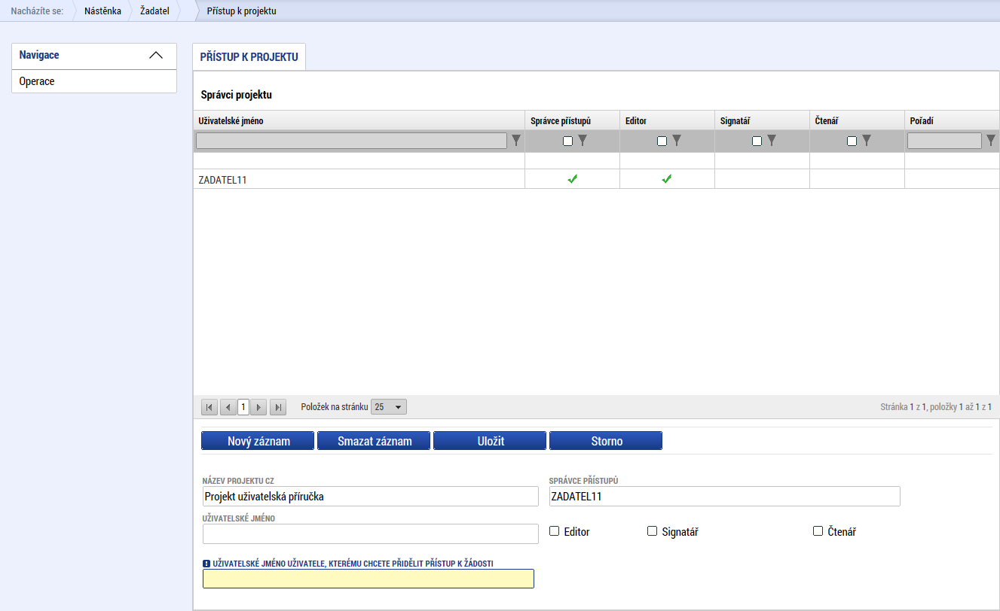 Nacházíte se: Nástěnka Žadatel Přístup k projektu
Navigace
Operace
PŘÍSTUP K PROJEKTU
Správci projektu
Uživatelské jméno Správce přístupů Editor Signatář Čtenář Pořadí
ZADATEL11
1 Položek na stránku 25 Stránka 1 z 1, položky 1 až 1 z 1
Nový záznam Smazat záznam Uložit Storno
NÁZEV PROJEKTU CZ SPRÁVCE PŘÍSTUPŮ
Projekt uživatelská příručka ZADATEL11
UŽIVATELSKÉ JMÉNO
Editor Signatář Čtenář
UŽIVATELSKÉ JMÉNO UŽIVATELE, KTERÉMU CHCETE PŘIDĚLIT PŘÍSTUP K ŽÁDOSTI